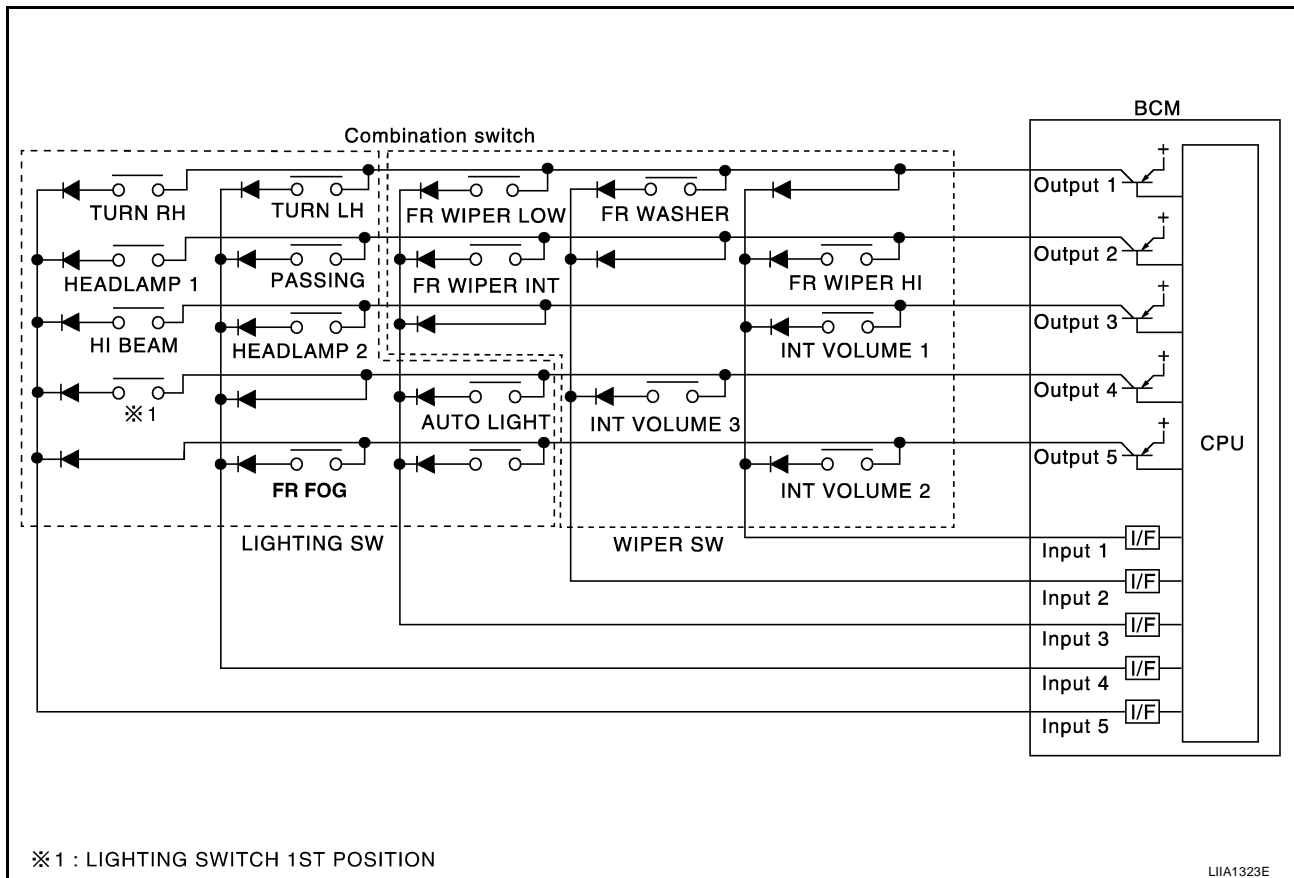 BCM
Combination switch
Output 1
TURN RH
TURN LH
FR WIPER LOW
FR WASHER
Output 2
HEADLAMP 1
PASSING
FR WIPER INT
FR WIPER HI
Output 3
HI BEAM
HEADLAMP 2
INT VOLUME 1
Output 4
※1
AUTO LIGHT
INT VOLUME 3
CPU
Output 5
FR FOG
INT VOLUME 2
LIGHTING SW
WIPER SW
Input 1
I/F
Input 2
I/F
Input 3
I/F
Input 4
I/F
Input 5
I/F
+
+
+
+
+
※1 : LIGHTING SWITCH 1ST POSITION
LIIA1323E